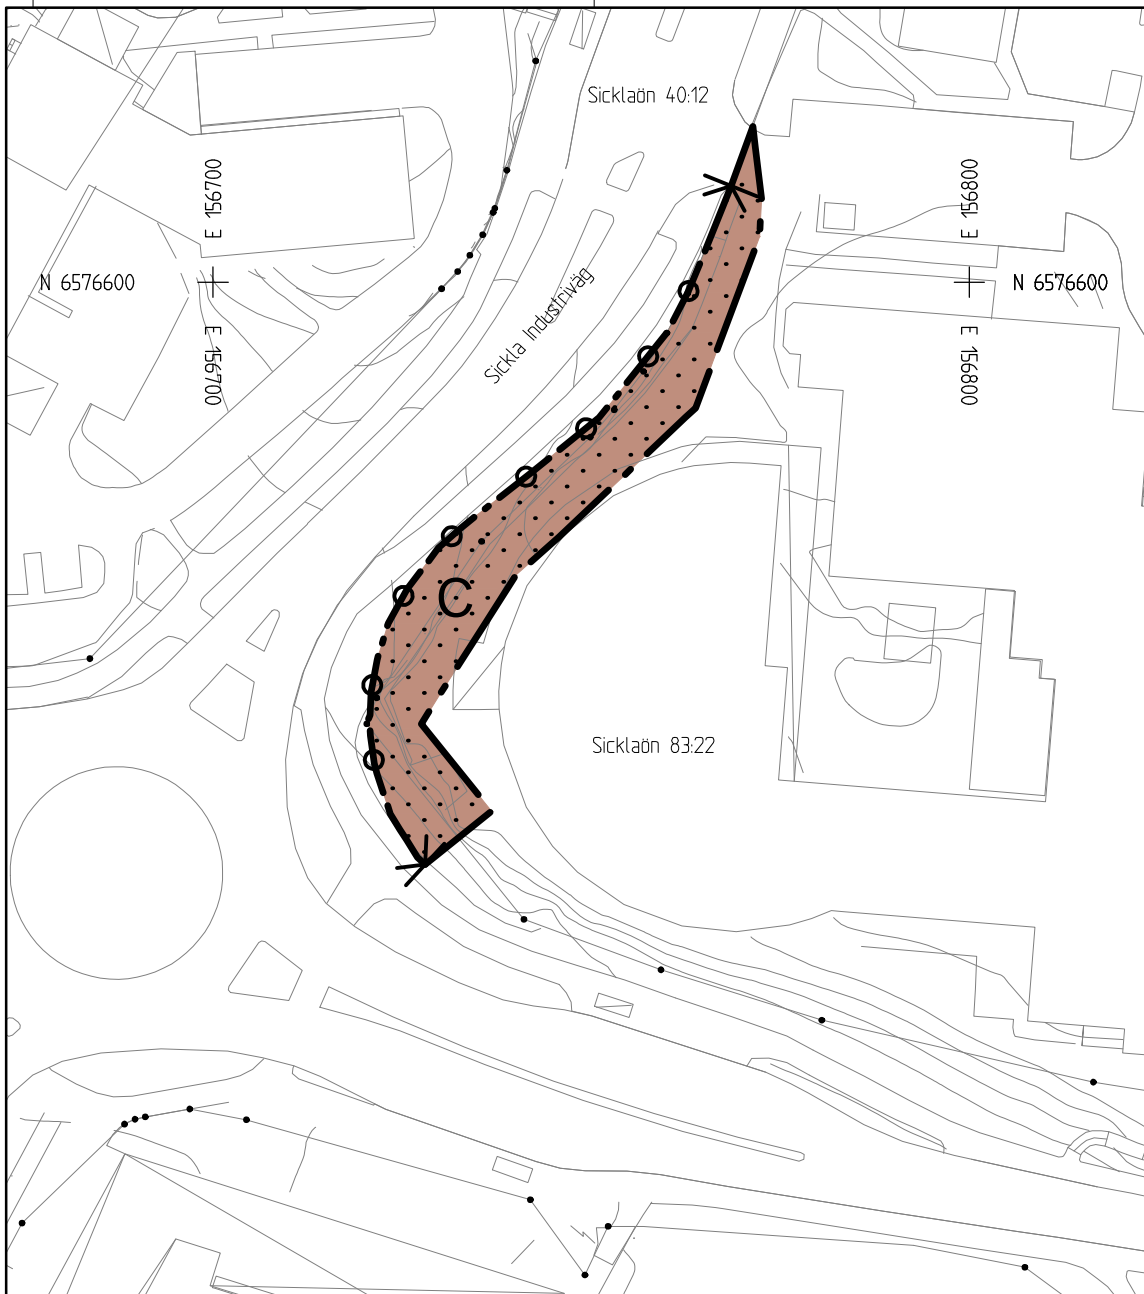 Sicklaön 40:12
E 156700
E 156800
N 6576600
N 6576600
E 156700
E 156800
Sickla Industriväg
C
Sicklaön 83:22